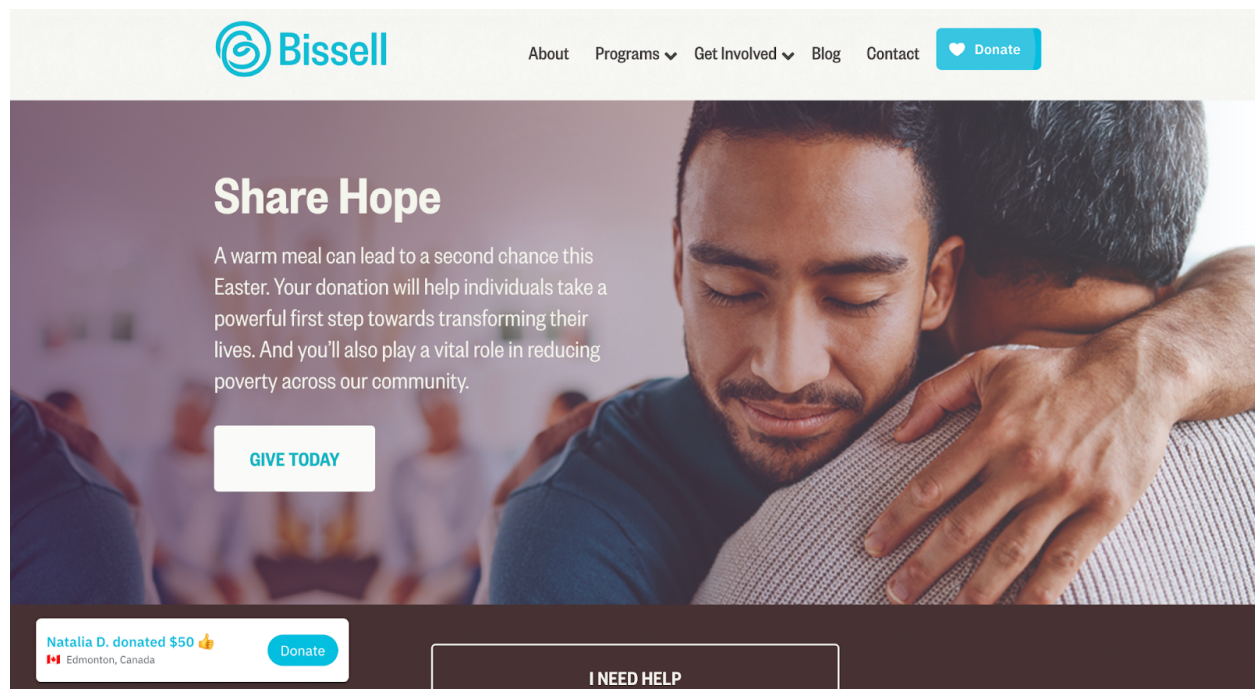 Bissell
About Programs Get Involved Blog Contact Donate
Share Hope
A warm meal can lead to a second chance this
Easter. Your donation will help individuals take a
powerful first step towards transforming their
lives. And you’ll also play a vital role in reducing
poverty across our community.
GIVE TODAY
Natalia D. donated $50 👍
Edmonton, Canada
Donate
I NEED HELP